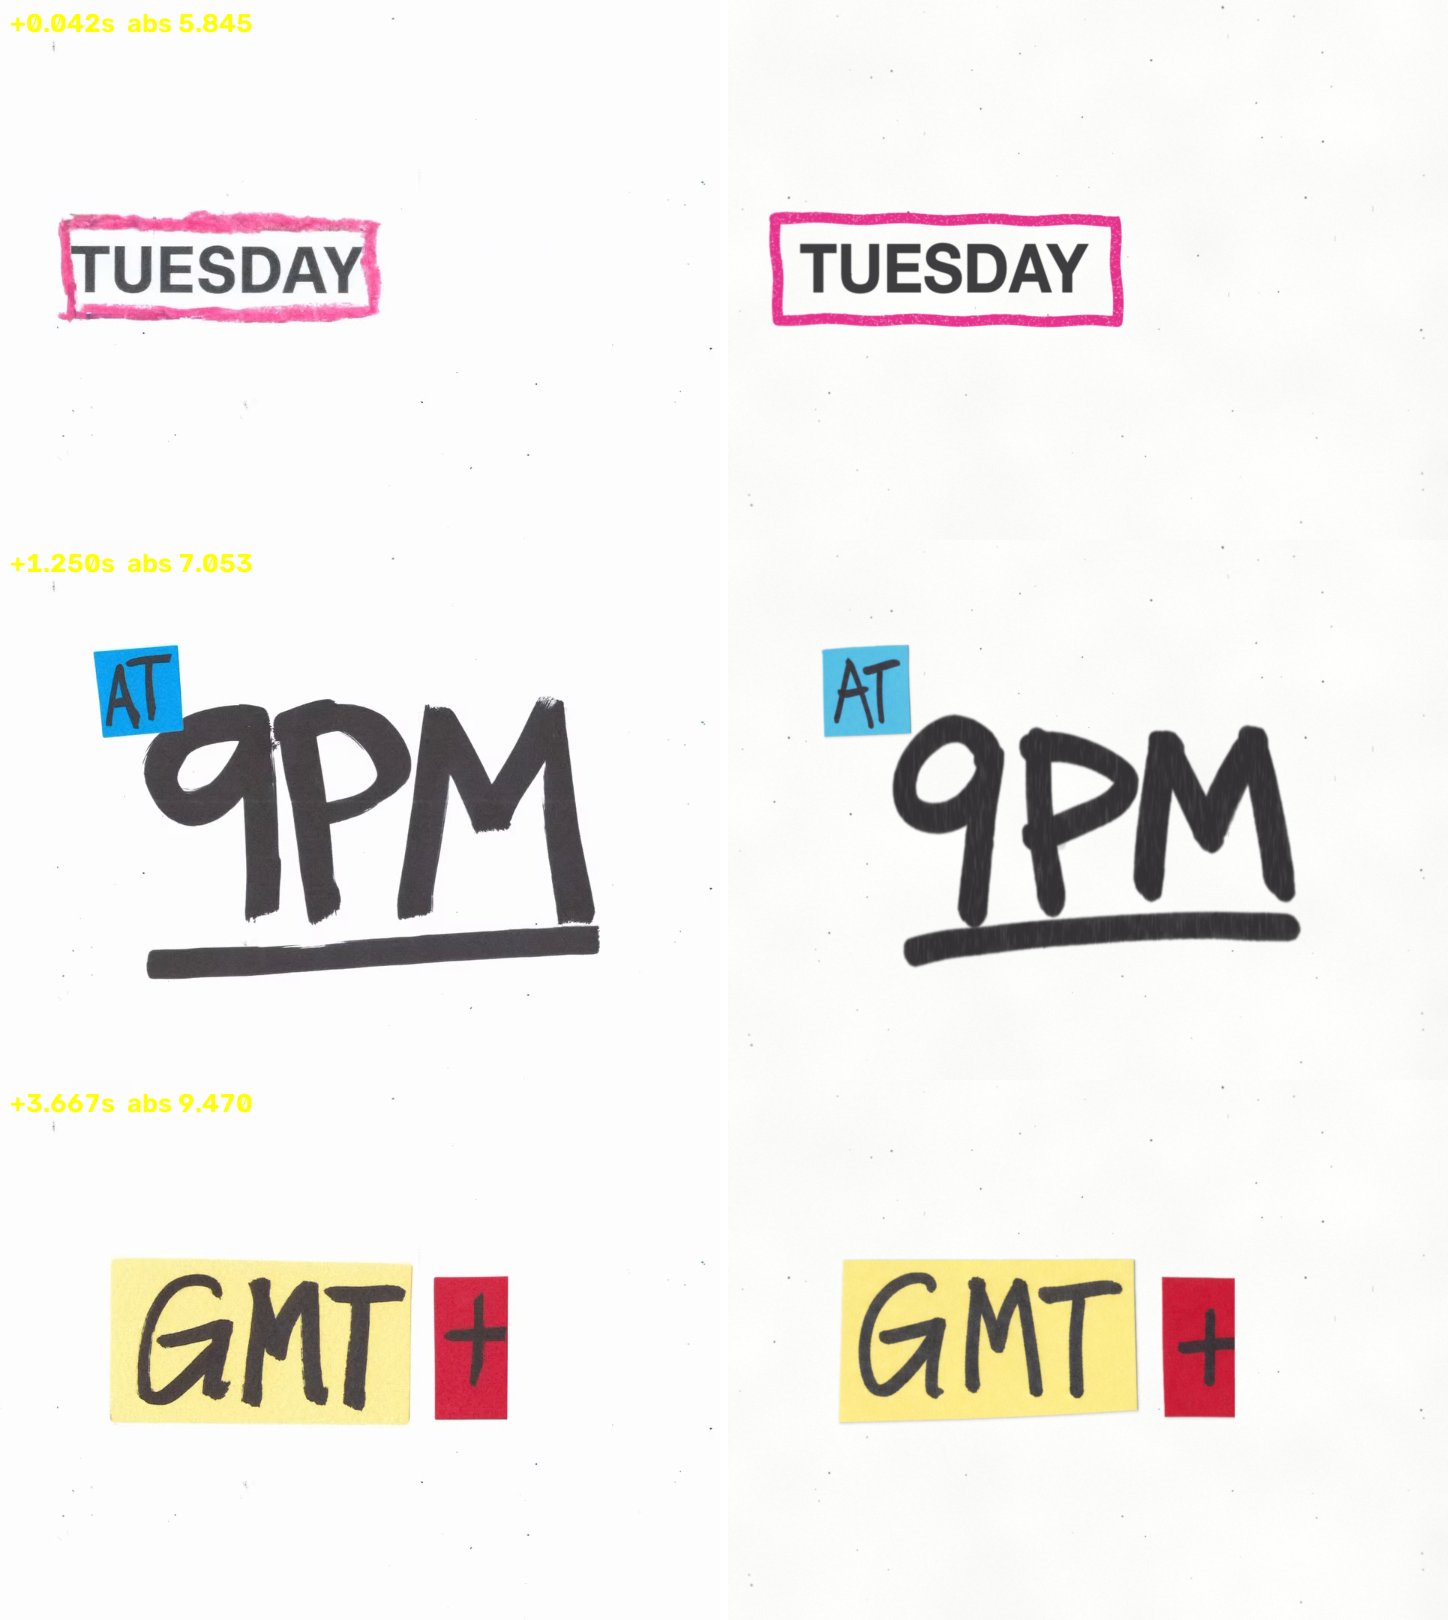 +0.042s abs 5.845
TUESDAY TUESDAY
+1.250s abs 7.053
AT AT
9PM 9PM
+3.667s abs 9.470
GMT + GMT +